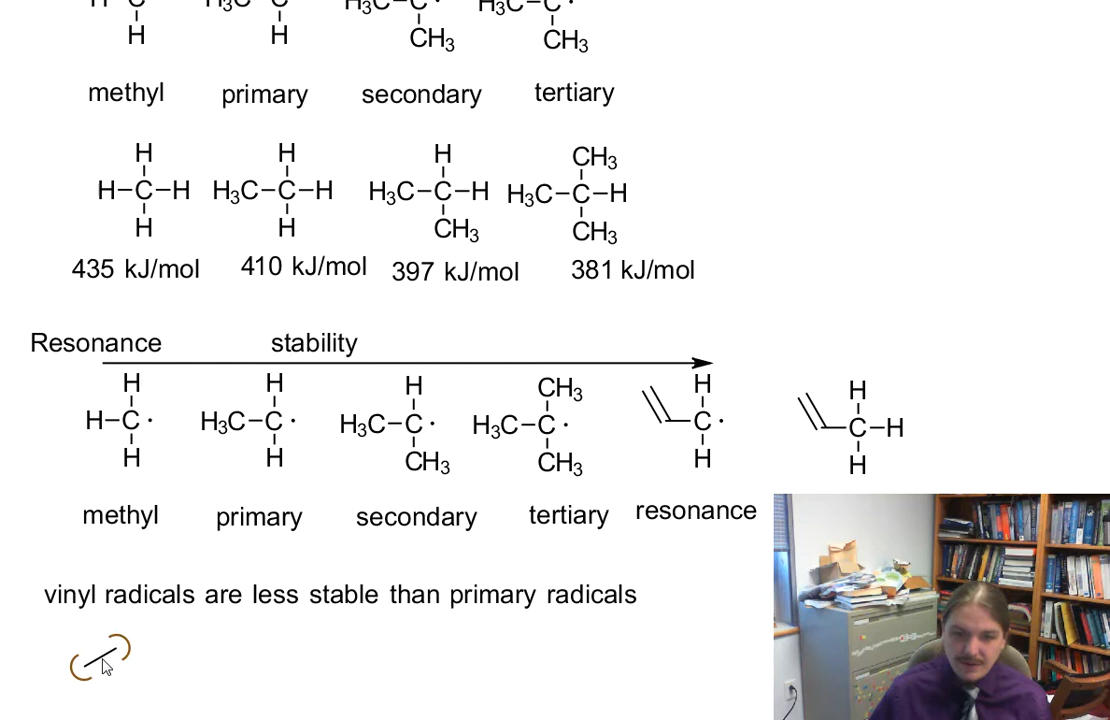 H H CH3 CH3
methyl primary secondary tertiary
H H H CH3
H–C–H H3C–C–H H3C–C–H H3C–C–H
H H CH3 CH3
435 kJ/mol 410 kJ/mol 397 kJ/mol 381 kJ/mol
Resonance stability
H H H CH3 H H
H–C· H3C–C· H3C–C· H3C–C· C· C–H
H H CH3 CH3 H H
methyl primary secondary tertiary resonance
vinyl radicals are less stable than primary radicals